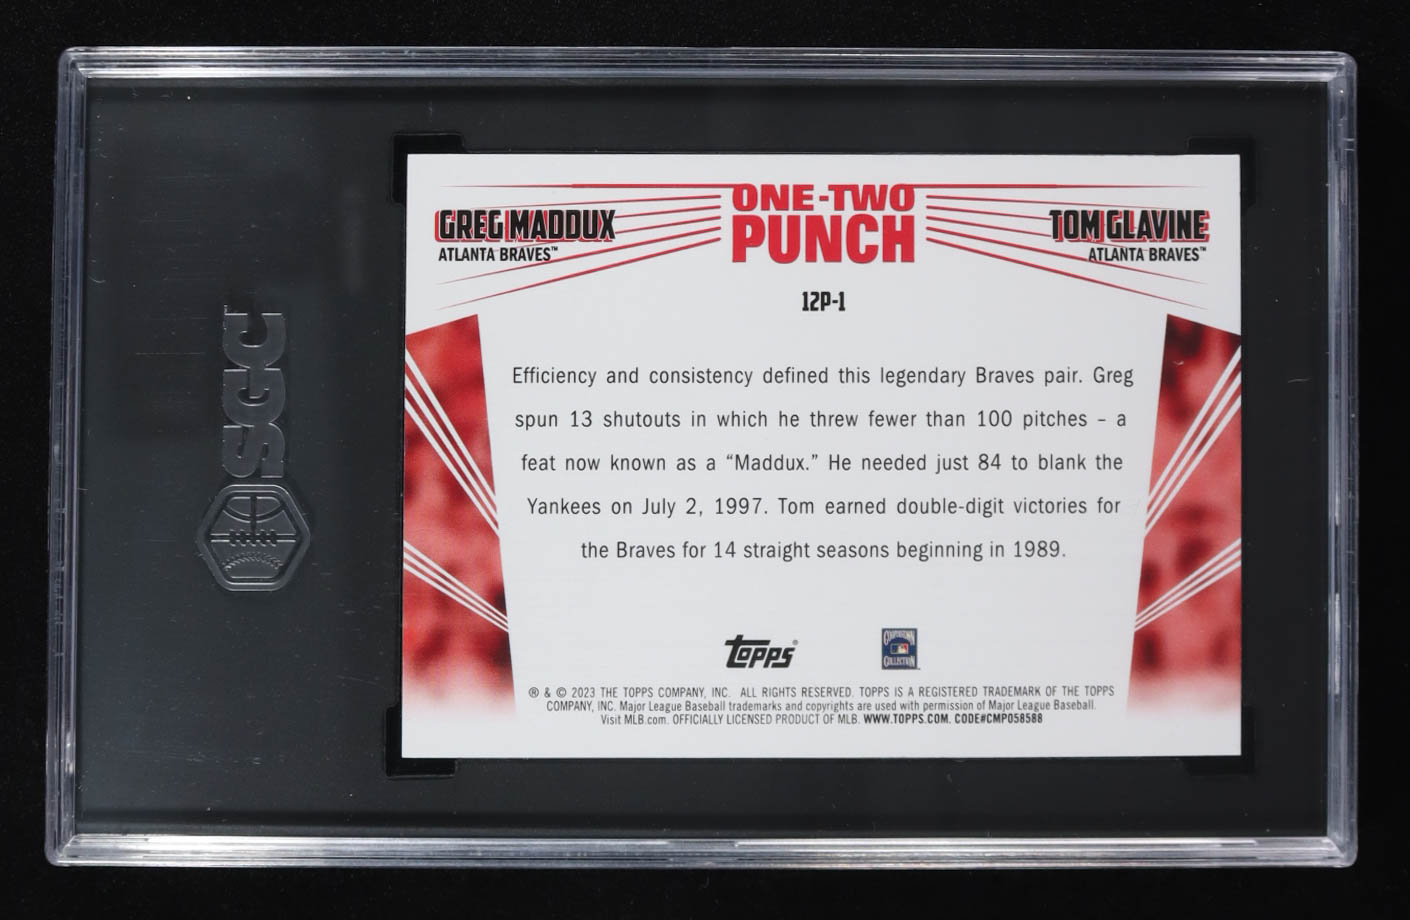 SGC
ONE-TWO
PUNCH
GREG MADDUX
ATLANTA BRAVES™
TOM GLAVINE
ATLANTA BRAVES™
12P-1
Efficiency and consistency defined this legendary Braves pair. Greg
spun 13 shutouts in which he threw fewer than 100 pitches – a
feat now known as a “Maddux.” He needed just 84 to blank the
Yankees on July 2, 1997. Tom earned double-digit victories for
the Braves for 14 straight seasons beginning in 1989.
Topps®
COOPERSTOWN
COLLECTION
® & © 2023 THE TOPPS COMPANY, INC. ALL RIGHTS RESERVED. TOPPS IS A REGISTERED TRADEMARK OF THE TOPPS
COMPANY, INC. Major League Baseball trademarks and copyrights are used with permission of Major League Baseball.
Visit MLB.com. OFFICIALLY LICENSED PRODUCT OF MLB. WWW.TOPPS.COM. CODE#CMP058588